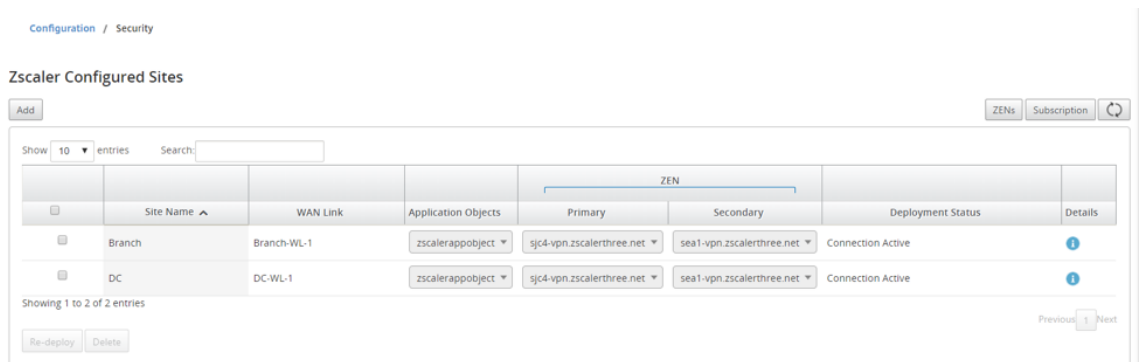 Configuration / Security
Zscaler Configured Sites
Add ZENs Subscription
Show 10 entries Search:
ZEN
Site Name WAN Link Application Objects Primary Secondary Deployment Status Details
Branch Branch-WL-1 zscalerappobject sjc4-vpn.zscalerthree.net sea1-vpn.zscalerthree.net Connection Active
DC DC-WL-1 zscalerappobject sjc4-vpn.zscalerthree.net sea1-vpn.zscalerthree.net Connection Active
Showing 1 to 2 of 2 entries
Previous 1 Next
Re-deploy Delete